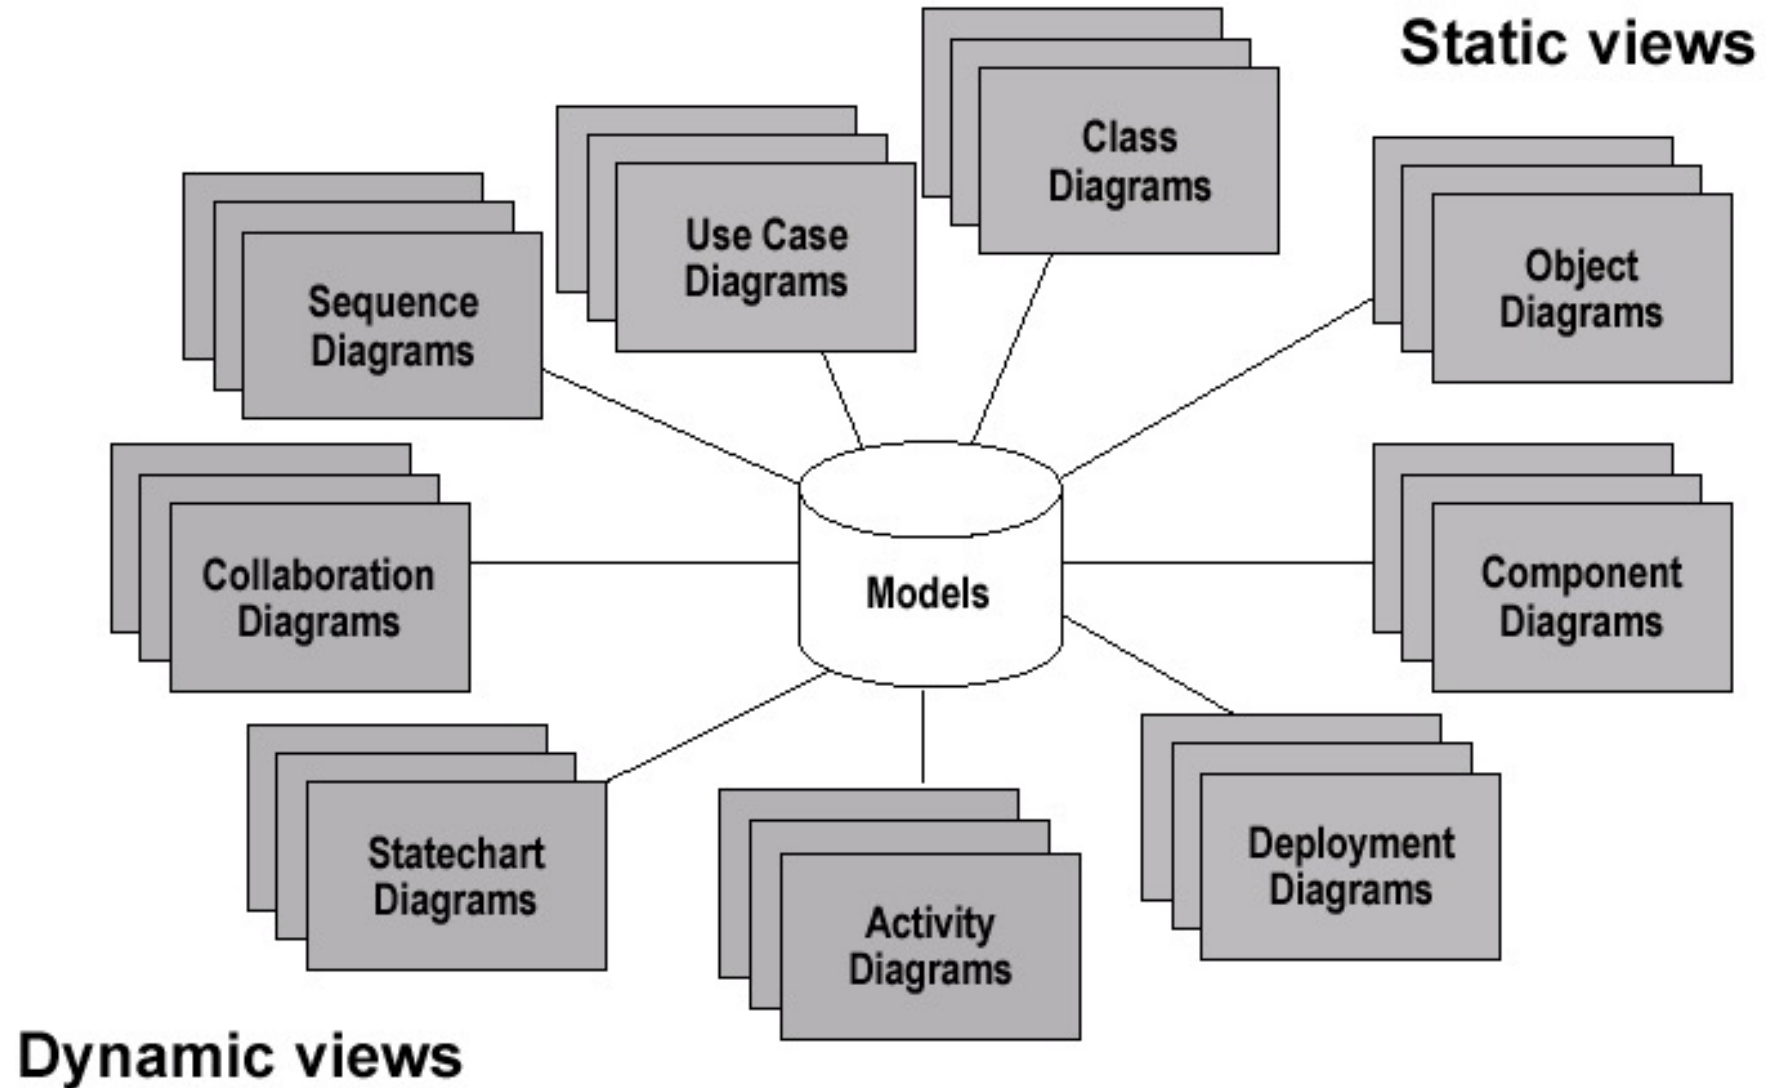 Static views
Class
Diagrams
Use Case
Diagrams
Object
Diagrams
Sequence
Diagrams
Collaboration
Diagrams
Models
Component
Diagrams
Statechart
Diagrams
Activity
Diagrams
Deployment
Diagrams
Dynamic views